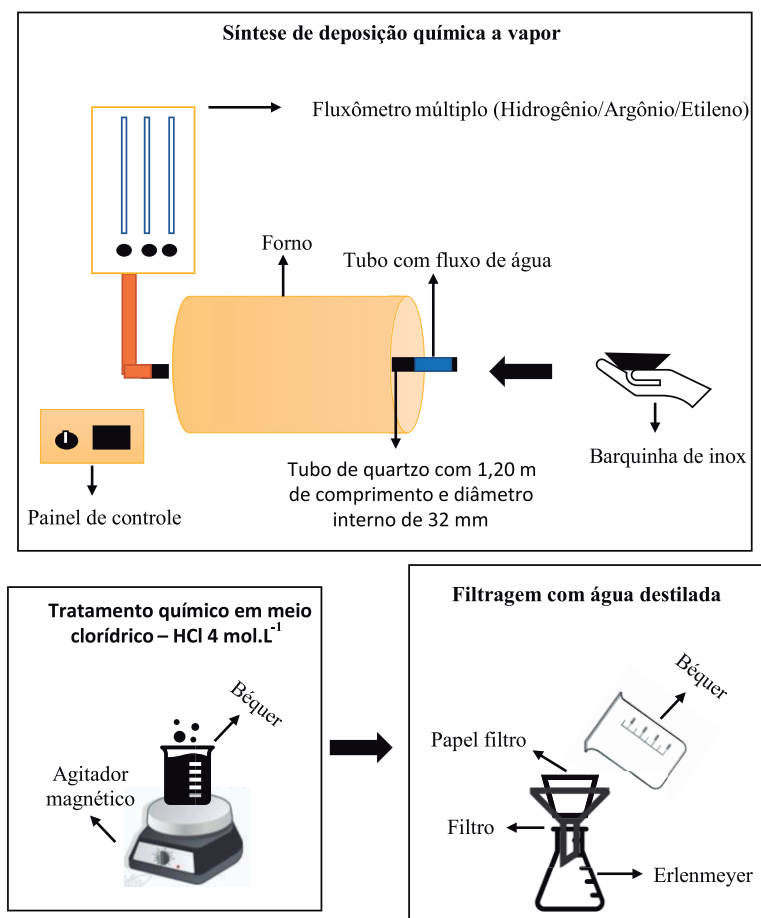 Síntese de deposição química a vapor
Fluxômetro múltiplo (Hidrogênio/Argônio/Etileno)
Forno
Tubo com fluxo de água
Barquinha de inox
Tubo de quartzo com 1,20 m
de comprimento e diâmetro
interno de 32 mm
Painel de controle
Tratamento químico em meio
clorídrico – HCl 4 mol.L⁻¹
Béquer
Agitador
magnético
Filtragem com água destilada
Béquer
Papel filtro
Filtro
Erlenmeyer